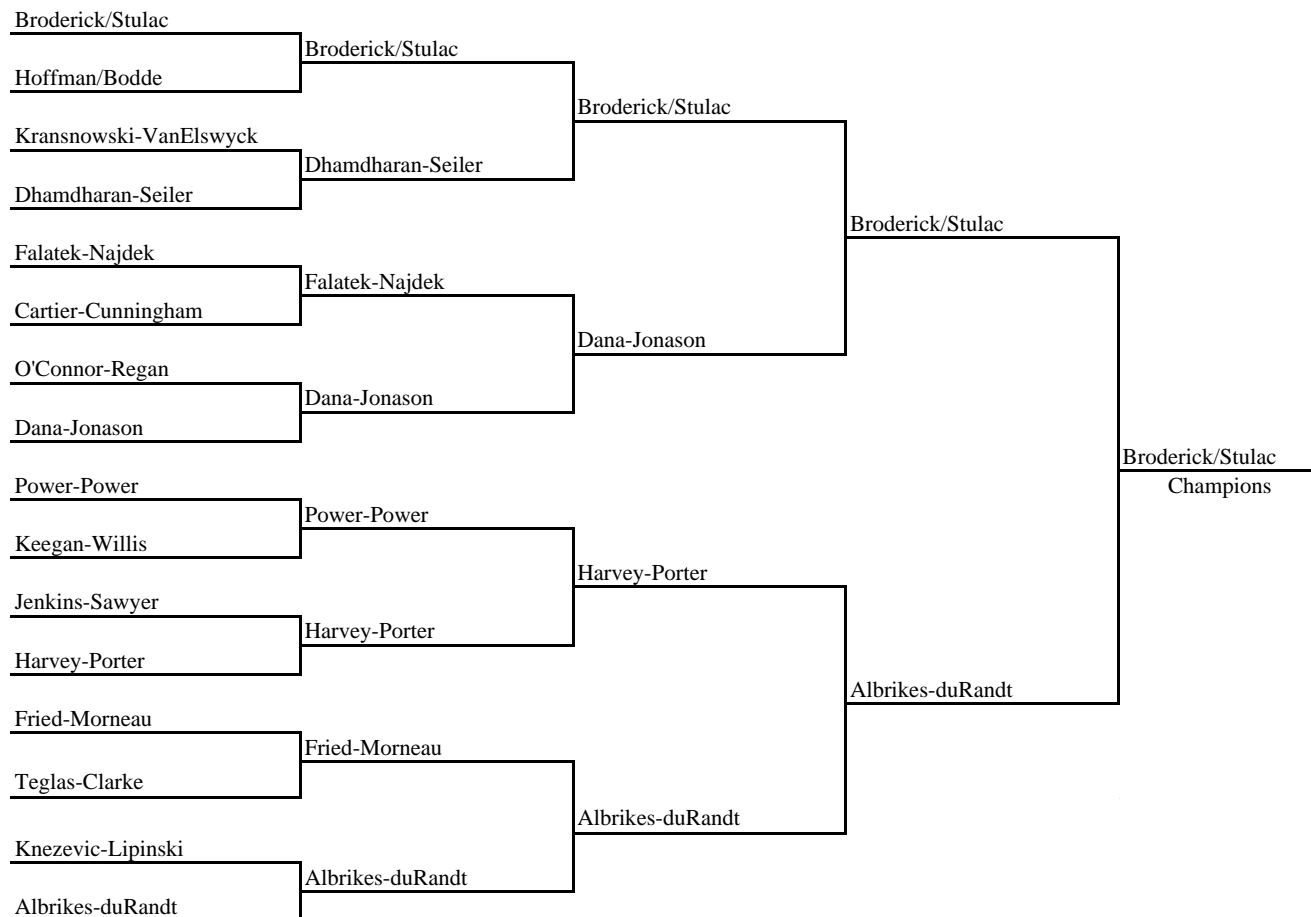 Broderick/Stulac
Broderick/Stulac
Hoffman/Bodde
Broderick/Stulac
Kransnowski-VanElswyck
Dhamdharan-Seiler
Dhamdharan-Seiler
Broderick/Stulac
Falatek-Najdek
Falatek-Najdek
Cartier-Cunningham
Dana-Jonason
O'Connor-Regan
Dana-Jonason
Dana-Jonason
Broderick/Stulac
Champions
Power-Power
Power-Power
Keegan-Willis
Harvey-Porter
Jenkins-Sawyer
Harvey-Porter
Harvey-Porter
Albrikes-duRandt
Fried-Morneau
Fried-Morneau
Teglas-Clarke
Albrikes-duRandt
Knezevic-Lipinski
Albrikes-duRandt
Albrikes-duRandt